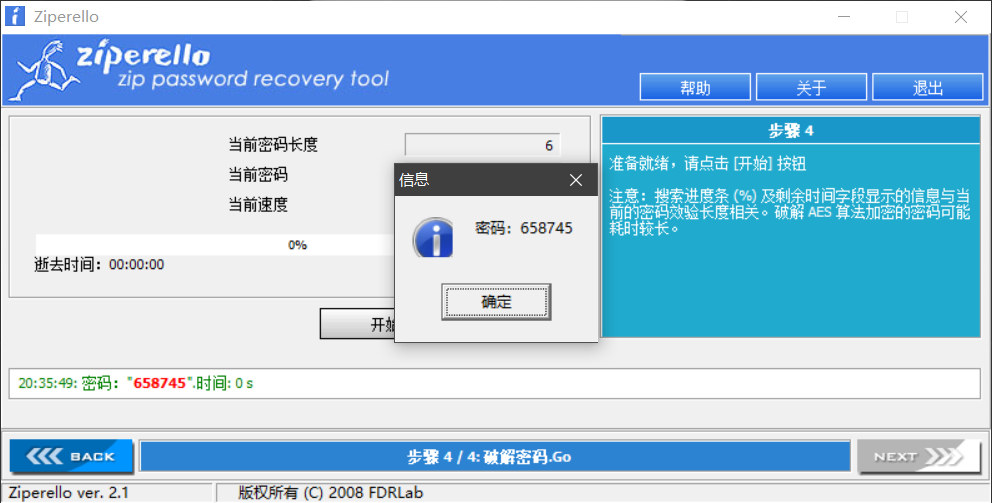 Ziperello
ziperello
zip password recovery tool
帮助
关于
退出
当前密码长度
6
当前密码
当前速度
0%
逝去时间：00:00:00
开始
信息
密码：658745
确定
步骤 4
准备就绪，请点击 [开始] 按钮
注意：搜索进度条 (%) 及剩余时间字段显示的信息与当
前的密码效验长度相关。破解 AES 算法加密的密码可能
耗时较长。
20:35:49: 密码："658745".时间: 0 s
BACK
步骤 4 / 4: 破解密码.Go
NEXT
Ziperello ver. 2.1
版权所有 (C) 2008 FDRLab